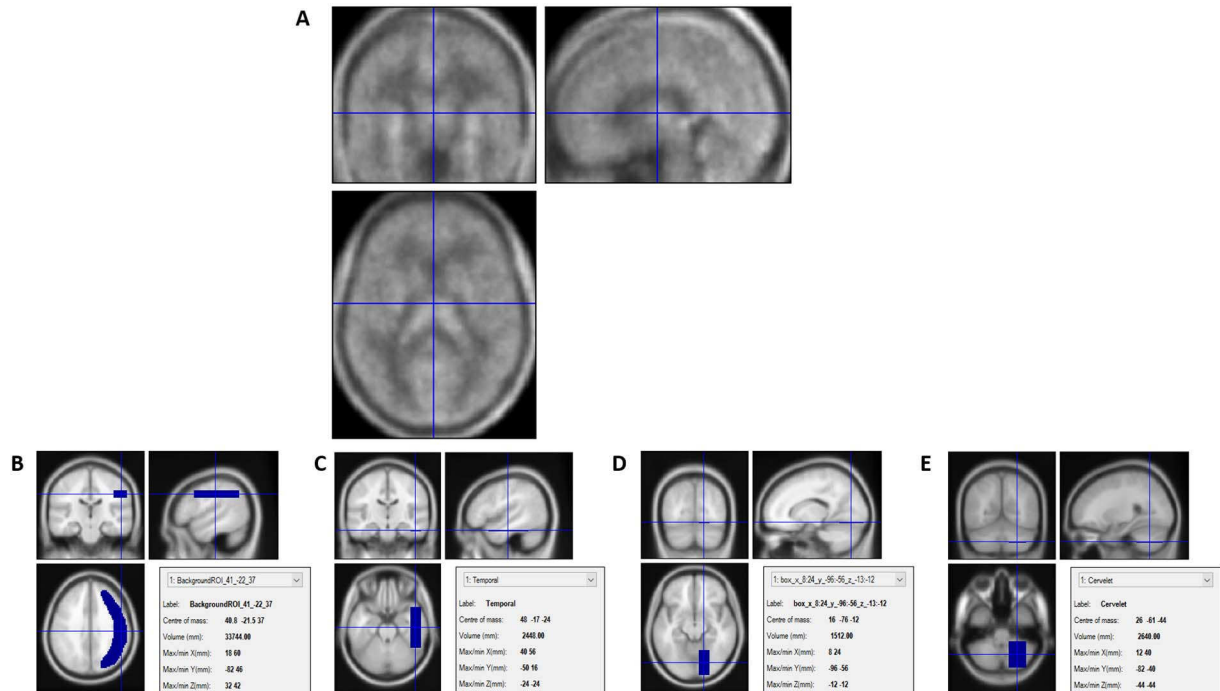 A
B
1: BackgroundROI_41_-22_37
Label: BackgroundROI_41_-22_37
Centre of mass: 40.8 -21.5 37
Volume (mm): 33744.00
Max/min X(mm): 18 60
Max/min Y(mm): -82 46
Max/min Z(mm): 32 42
C
1: Temporal
Label: Temporal
Centre of mass: 48 -17 -24
Volume (mm): 2448.00
Max/min X(mm): 40 56
Max/min Y(mm): -50 16
Max/min Z(mm): -24 -24
D
1: box_x_8:24_y_-96:-56_z_-13:-12
Label: box_x_8:24_y_-96:-56_z_-13:-12
Centre of mass: 16 -76 -12
Volume (mm): 1512.00
Max/min X(mm): 8 24
Max/min Y(mm): -96 -56
Max/min Z(mm): -12 -12
E
1: Cervelet
Label: Cervelet
Centre of mass: 26 -61 -44
Volume (mm): 2640.00
Max/min X(mm): 12 40
Max/min Y(mm): -82 -40
Max/min Z(mm): -44 -44